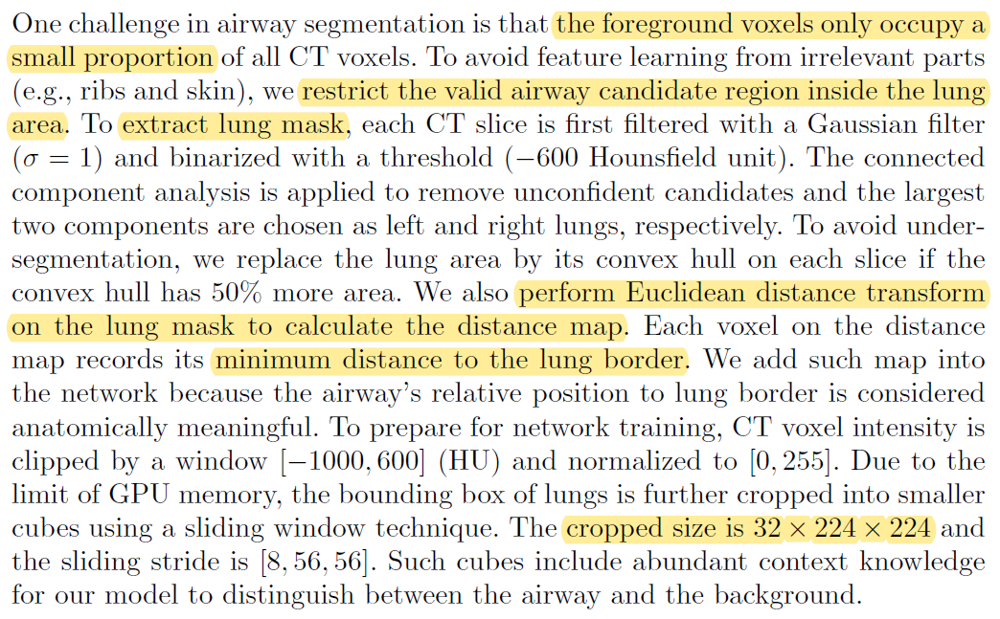 One challenge in airway segmentation is that the foreground voxels only occupy a
small proportion of all CT voxels. To avoid feature learning from irrelevant parts
(e.g., ribs and skin), we restrict the valid airway candidate region inside the lung
area. To extract lung mask, each CT slice is first filtered with a Gaussian filter
(σ = 1) and binarized with a threshold (−600 Hounsfield unit). The connected
component analysis is applied to remove unconfident candidates and the largest
two components are chosen as left and right lungs, respectively. To avoid under-
segmentation, we replace the lung area by its convex hull on each slice if the
convex hull has 50% more area. We also perform Euclidean distance transform
on the lung mask to calculate the distance map. Each voxel on the distance
map records its minimum distance to the lung border. We add such map into
the network because the airway's relative position to lung border is considered
anatomically meaningful. To prepare for network training, CT voxel intensity is
clipped by a window [−1000, 600] (HU) and normalized to [0, 255]. Due to the
limit of GPU memory, the bounding box of lungs is further cropped into smaller
cubes using a sliding window technique. The cropped size is 32 × 224 × 224 and
the sliding stride is [8, 56, 56]. Such cubes include abundant context knowledge
for our model to distinguish between the airway and the background.